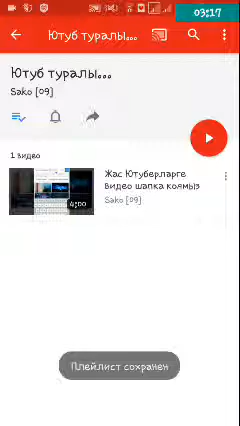 03:17
Ютуб туралы...
Ютуб туралы...
Sako [09]
1 видео
Жас Ютуберларге
видео шапка коямыз
Sako [09]
4:00
Плейлист сохранен